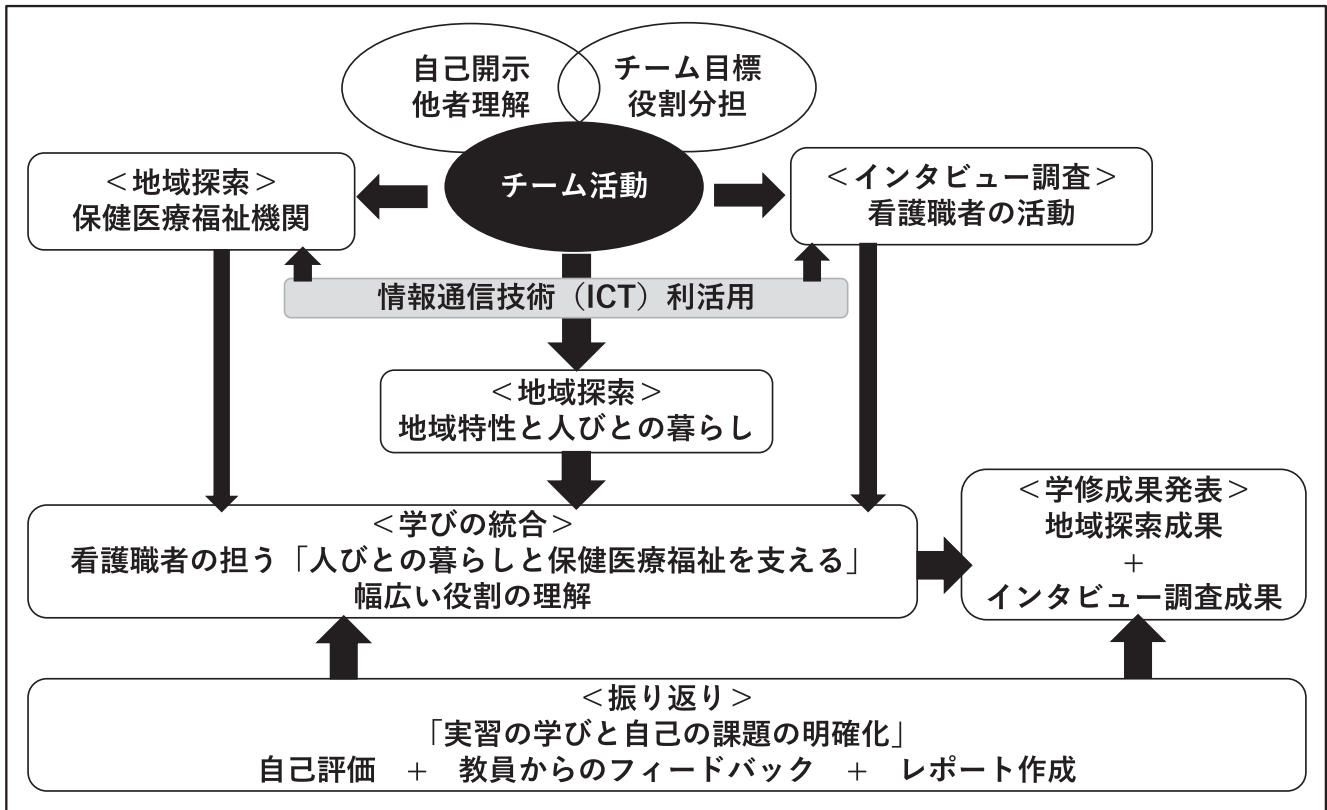 自己開示
他者理解
チーム目標
役割分担
チーム活動
＜地域探索＞
保健医療福祉機関
＜インタビュー調査＞
看護職者の活動
情報通信技術（ICT）利活用
＜地域探索＞
地域特性と人びとの暮らし
＜学びの統合＞
看護職者の担う「人びとの暮らしと保健医療福祉を支える」
幅広い役割の理解
＜学修成果発表＞
地域探索成果
+
インタビュー調査成果
＜振り返り＞
「実習の学びと自己の課題の明確化」
自己評価　+　教員からのフィードバック　+　レポート作成